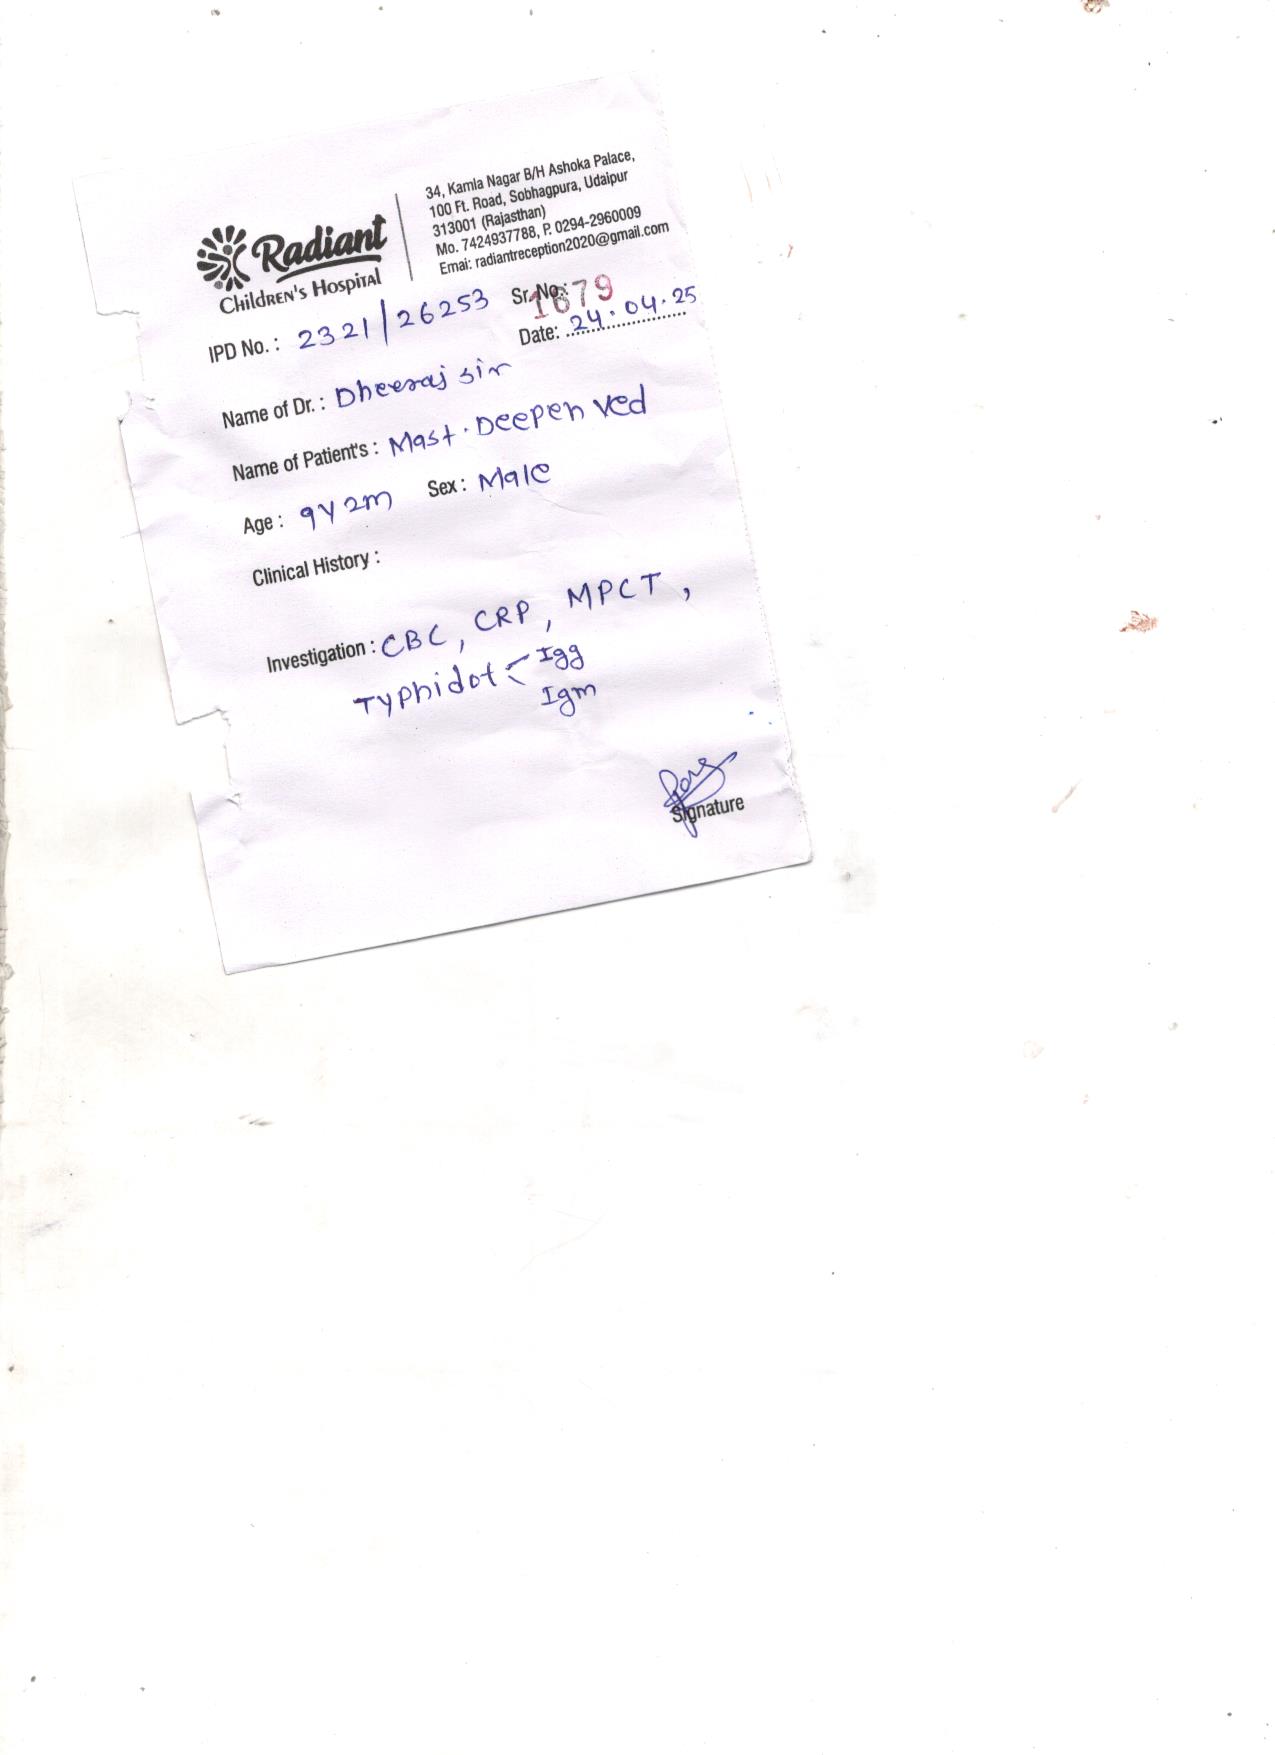 Radiant
Children's Hospital
34, Kamla Nagar B/H Ashoka Palace,
100 Ft. Road, Sobhagpura, Udaipur
313001 (Rajasthan)
Mo. 7424937788, P. 0294-2960009
Emai: radiantreception2020@gmail.com
IPD No. : 2321/26253 Sr. No.: 1679
Date: 24.04.25
Name of Dr. : Dheeraj sir
Name of Patient's : Mast. Deepen Ved
Age : 9Y 2m Sex : Male
Clinical History :
Investigation : CBC, CRP, MPCT,
Typhidot < Igg
Igm
Signature